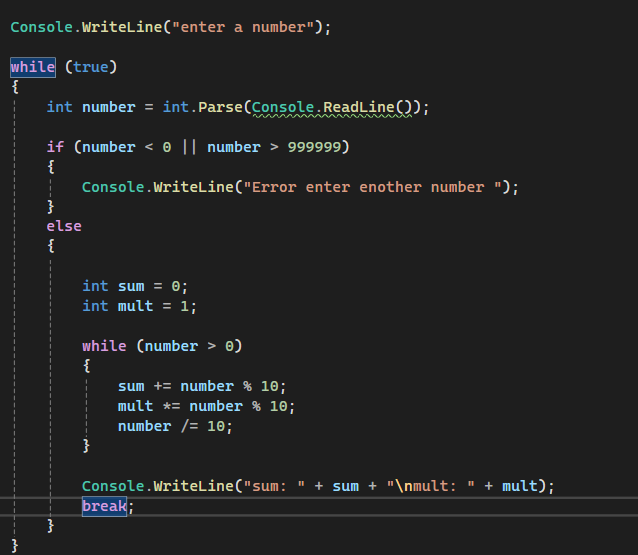 Console.WriteLine("enter a number");
while (true)
{
int number = int.Parse(Console.ReadLine());
if (number < 0 || number > 999999)
{
Console.WriteLine("Error enter enother number ");
}
else
{
int sum = 0;
int mult = 1;
while (number > 0)
{
sum += number % 10;
mult *= number % 10;
number /= 10;
}
Console.WriteLine("sum: " + sum + "\nmult: " + mult);
break;
}
}